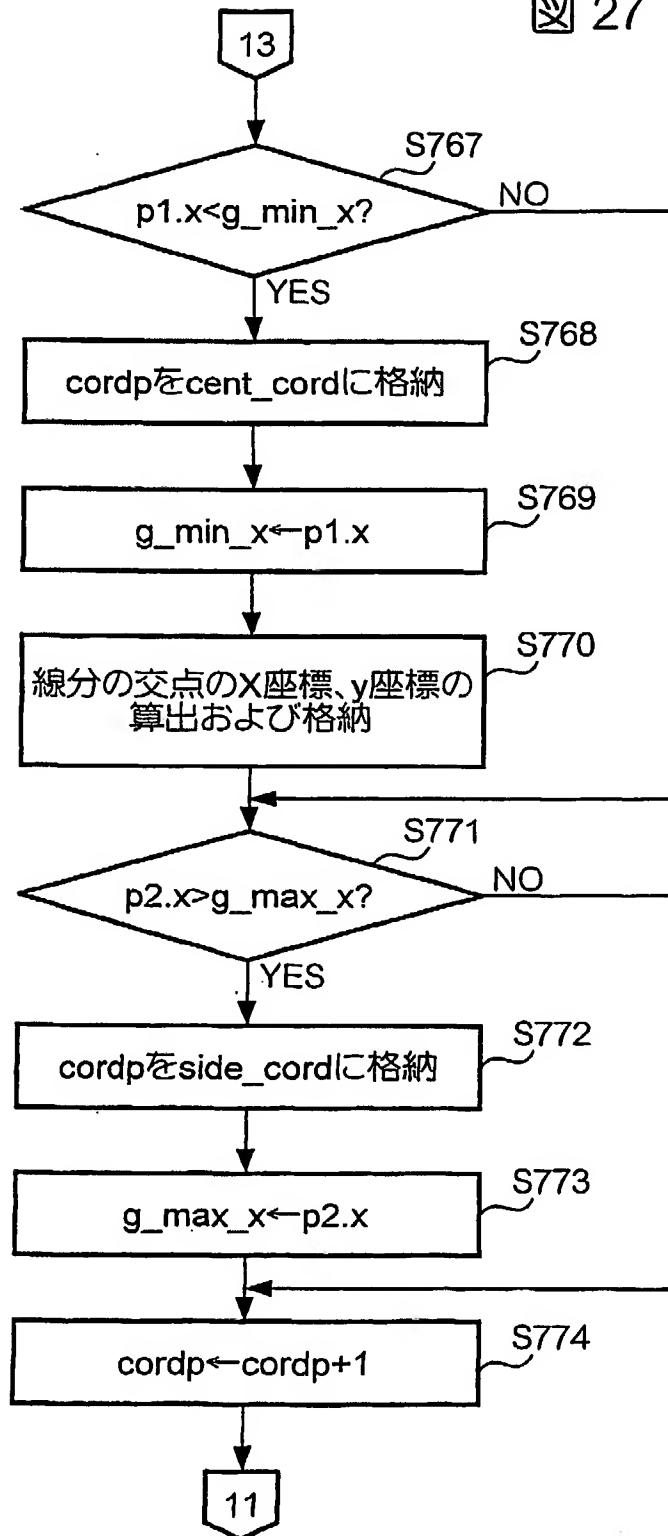 図 27
13
S767
p1.x<g_min_x?
NO
YES
S768
cordpをcent_cordに格納
S769
g_min_x←p1.x
S770
線分の交点のX座標、y座標の
算出および格納
S771
p2.x>g_max_x?
NO
YES
S772
cordpをside_cordに格納
S773
g_max_x←p2.x
S774
cordp←cordp+1
11